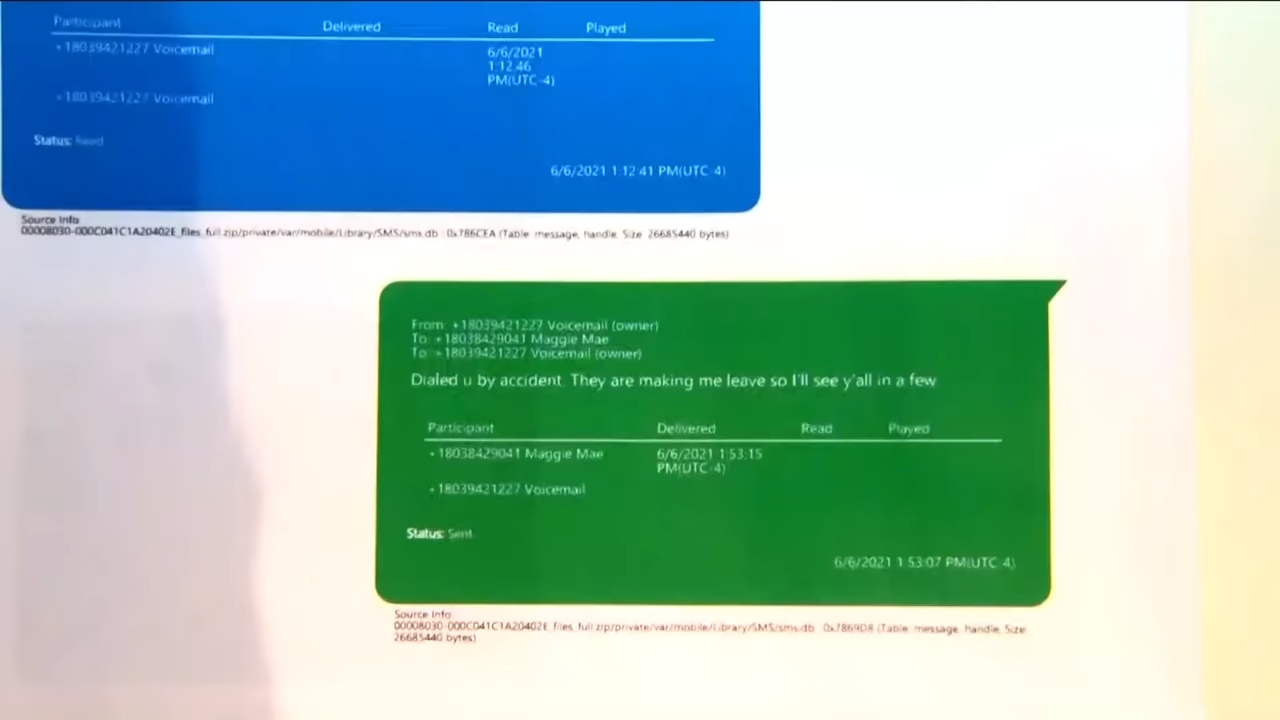 Participant Delivered Read Played
+18039421227 Voicemail 6/6/2021
1:12:46
PM(UTC-4)
+18039421227 Voicemail
Status: Read
6/6/2021 1:12:41 PM(UTC-4)
Source Info:
00008030-000C041C1A20402E_files_full.zip/private/var/mobile/Library/SMS/sms.db : 0x786CEA (Table: message, handle, Size: 26685440 bytes)
From: +18039421227 Voicemail (owner)
To: +18038429041 Maggie Mae
To: +18039421227 Voicemail (owner)
Dialed u by accident. They are making me leave so I'll see y'all in a few
Participant Delivered Read Played
+18038429041 Maggie Mae 6/6/2021 1:53:15
PM(UTC-4)
+18039421227 Voicemail
Status: Sent
6/6/2021 1:53:07 PM(UTC-4)
Source Info:
00008030-000C041C1A20402E_files_full.zip/private/var/mobile/Library/SMS/sms.db : 0x7869D8 (Table: message, handle, Size:
26685440 bytes)